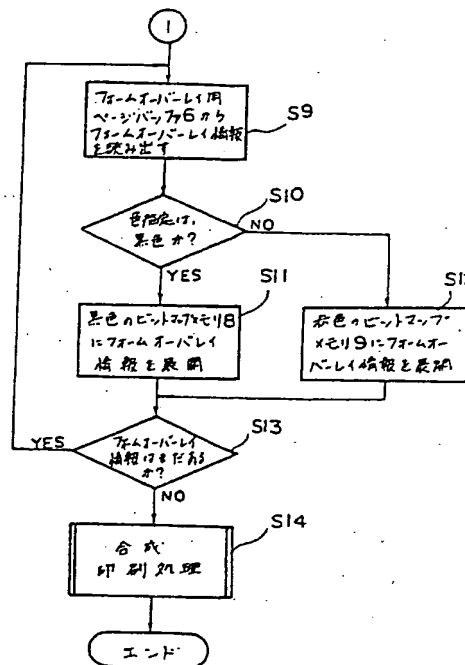 1
フォームオーバーレイ用
ページバッファ6から
フォームオーバーレイ情報
を読み出す
S9
色指定は、
黒色か?
S10
NO
YES
S11
黒色のビットマップメモリ8
にフォームオーバレイ
情報を展開
赤色のビットマップ
メモリ9にフォームオー
バーレイ情報を展開
YES
フォームオーバーレイ
情報はまだある
か?
S13
NO
合成
印刷処理
S14
エンド